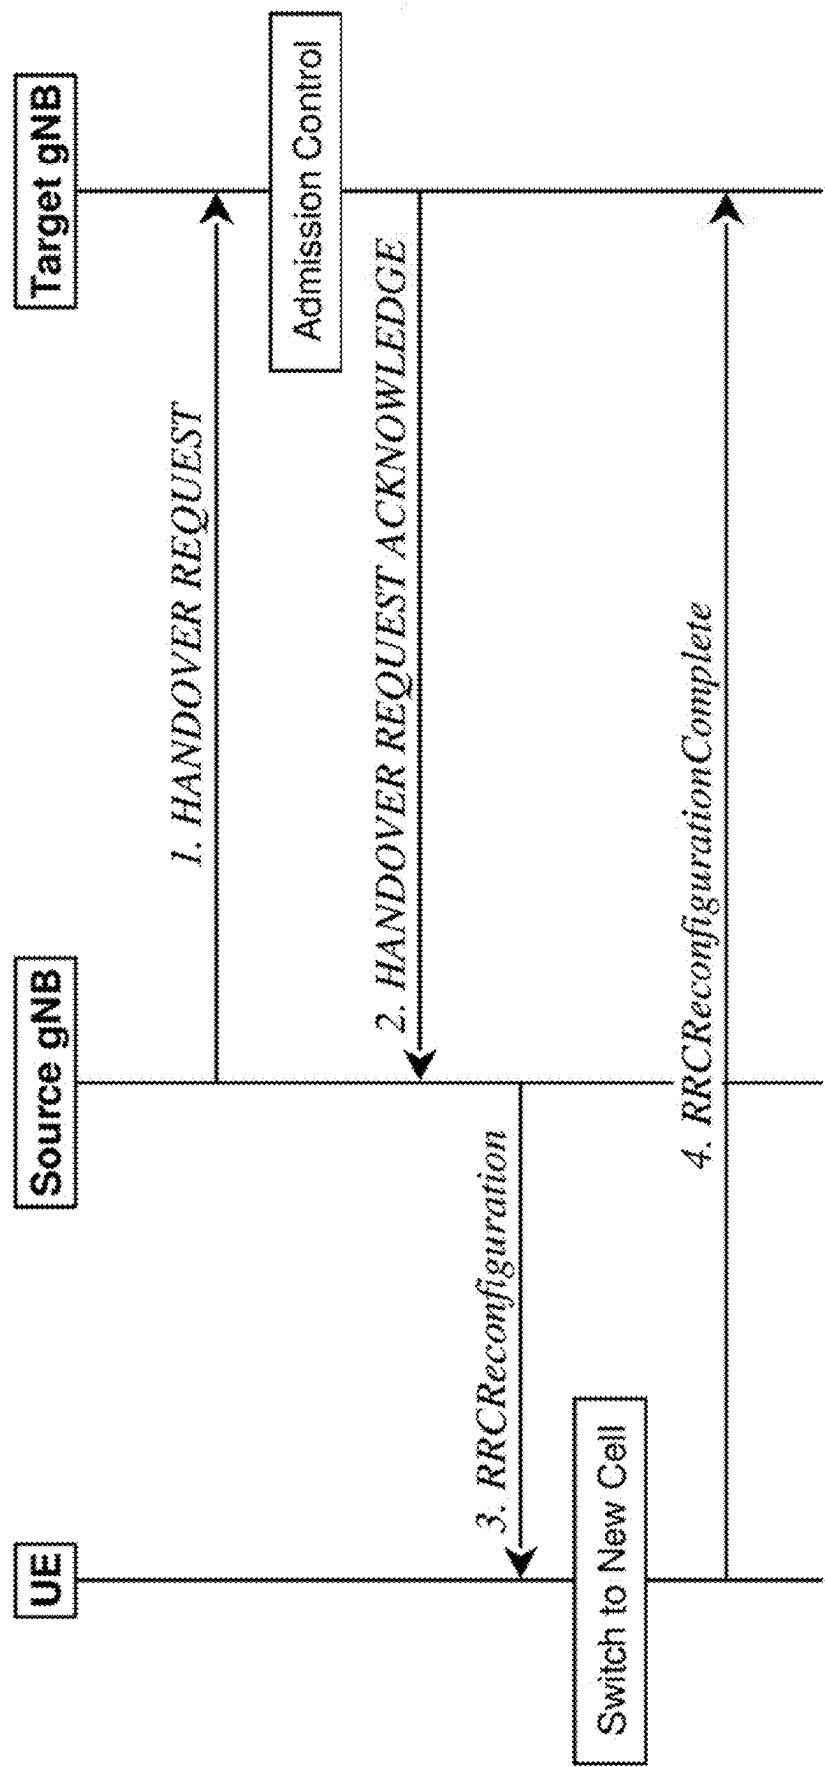 UE
Source gNB
Target gNB
1. HANDOVER REQUEST
Admission Control
2. HANDOVER REQUEST ACKNOWLEDGE
3. RRCReconfiguration
Switch to New Cell
4. RRCReconfigurationComplete